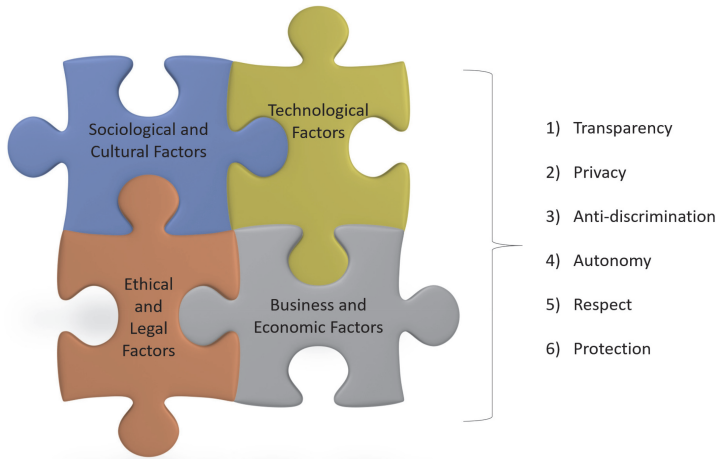 Sociological and
Cultural Factors
Technological
Factors
Ethical
and
Legal
Factors
Business and
Economic Factors
1) Transparency
2) Privacy
3) Anti-discrimination
4) Autonomy
5) Respect
6) Protection